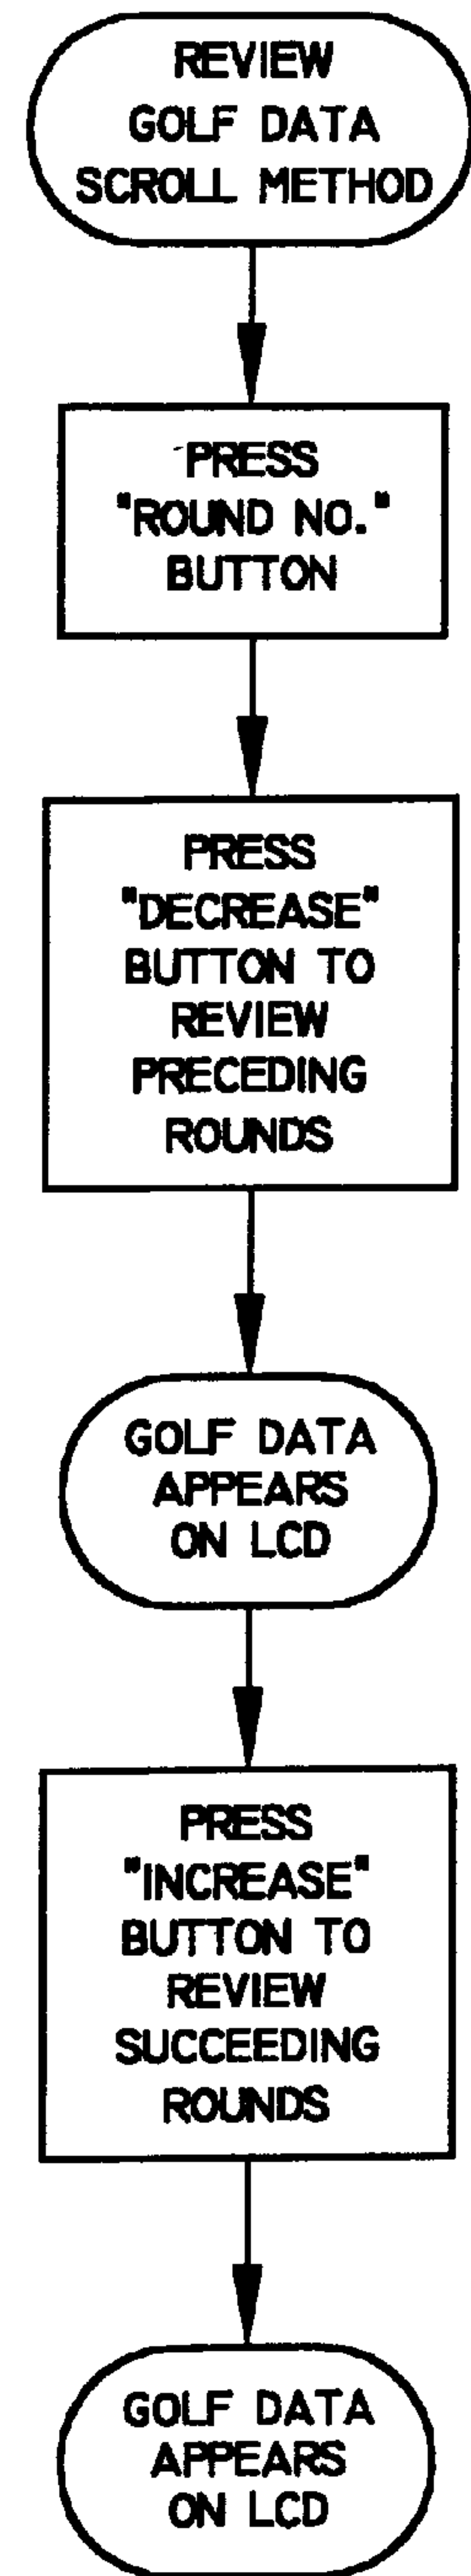 REVIEW
GOLF DATA
SCROLL METHOD
PRESS
"ROUND NO."
BUTTON
PRESS
"DECREASE"
BUTTON TO
REVIEW
PRECEDING
ROUNDS
GOLF DATA
APPEARS
ON LCD
PRESS
"INCREASE"
BUTTON TO
REVIEW
SUCCEEDING
ROUNDS
GOLF DATA
APPEARS
ON LCD